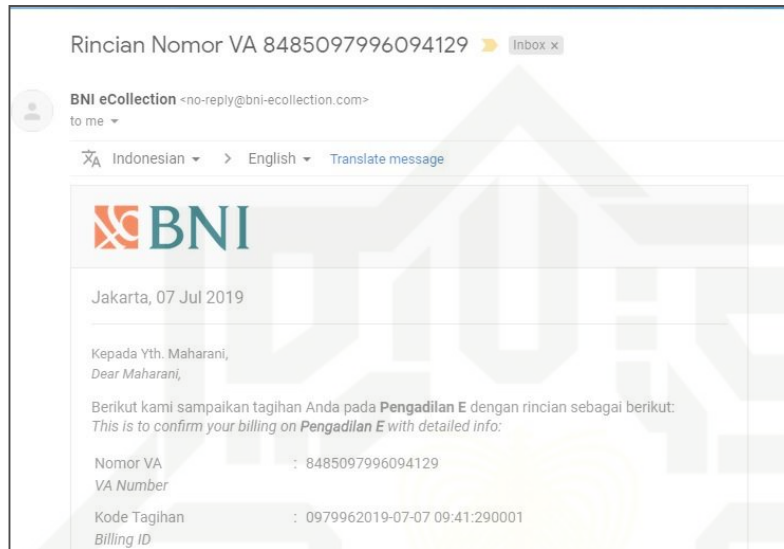 Rincian Nomor VA 8485097996094129 Inbox x
BNI eCollection <no-reply@bni-ecollection.com>
to me
Indonesian > English Translate message
BNI
Jakarta, 07 Jul 2019
Kepada Yth. Maharani,
Dear Maharani,
Berikut kami sampaikan tagihan Anda pada Pengadilan E dengan rincian sebagai berikut:
This is to confirm your billing on Pengadilan E with detailed info:
Nomor VA : 8485097996094129
VA Number
Kode Tagihan : 0979962019-07-07 09:41:290001
Billing ID